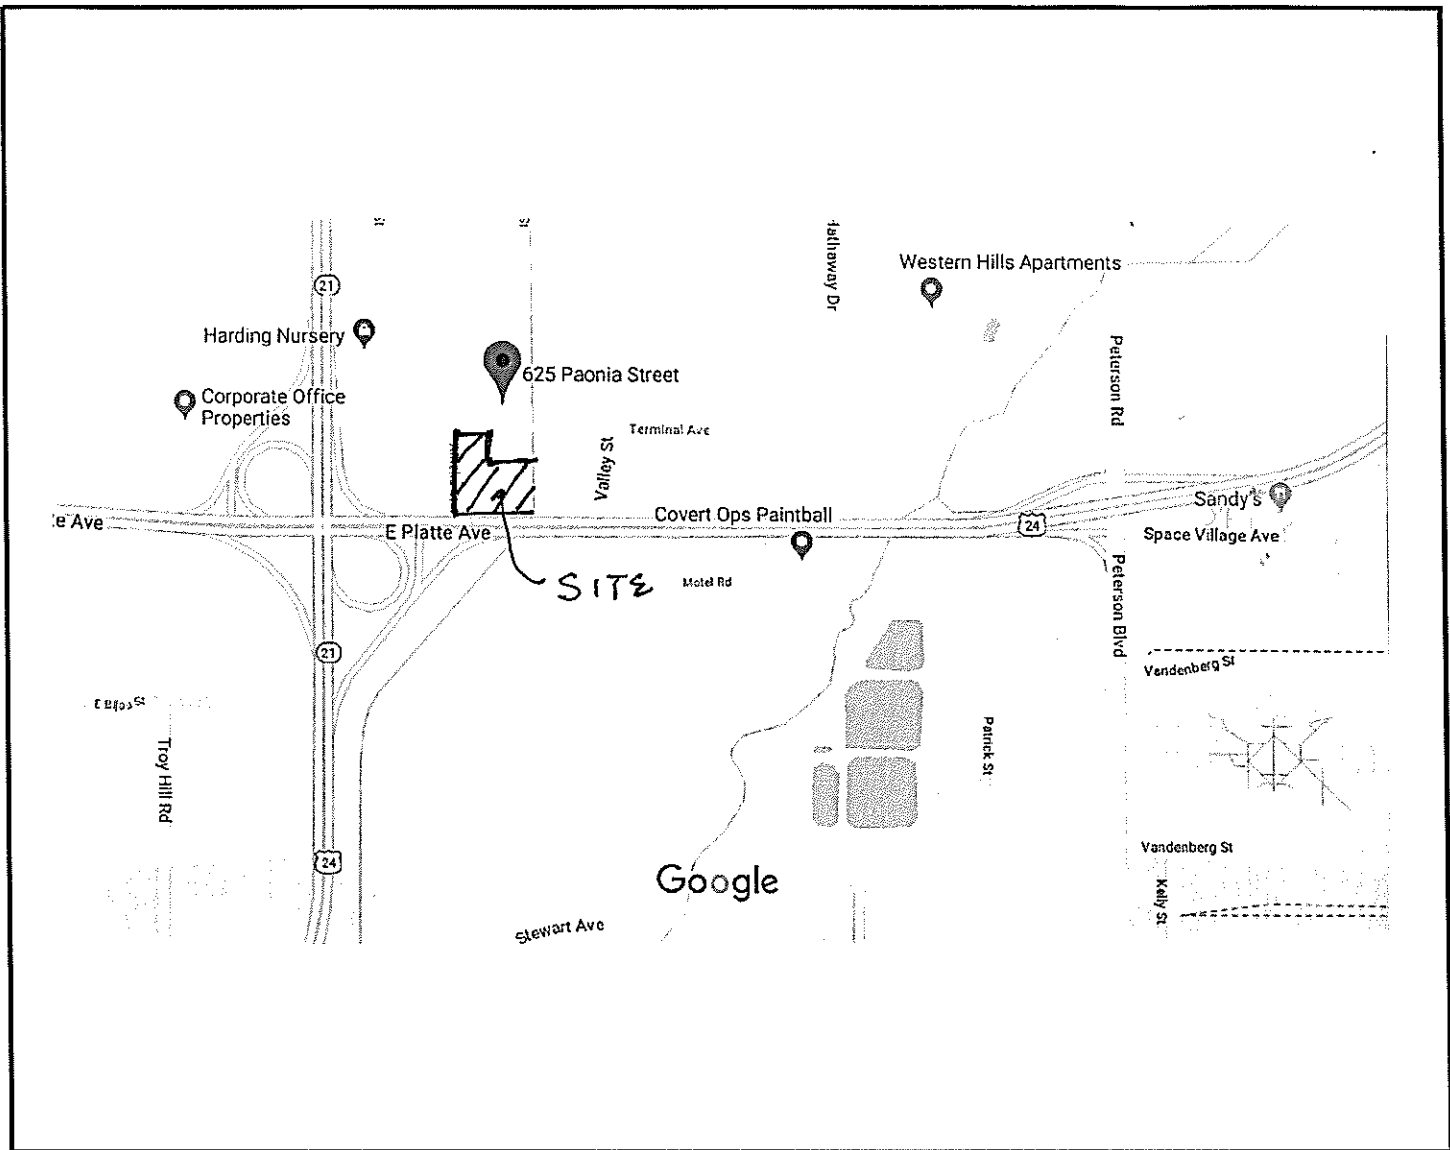 Hathaway Dr
Western Hills Apartments
21
Harding Nursery
625 Paonia Street
Peterson Rd
Corporate Office
Properties
Terminal Ave
Valley St
Sandy's
:e Ave
E Platte Ave
Covert Ops Paintball
24
Space Village Ave
SITE
Motel Rd
Peterson Blvd
21
Vandenberg St
Troy Hill Rd
Patrick St
24
Vandenberg St
Google
Kelly St
Stewart Ave